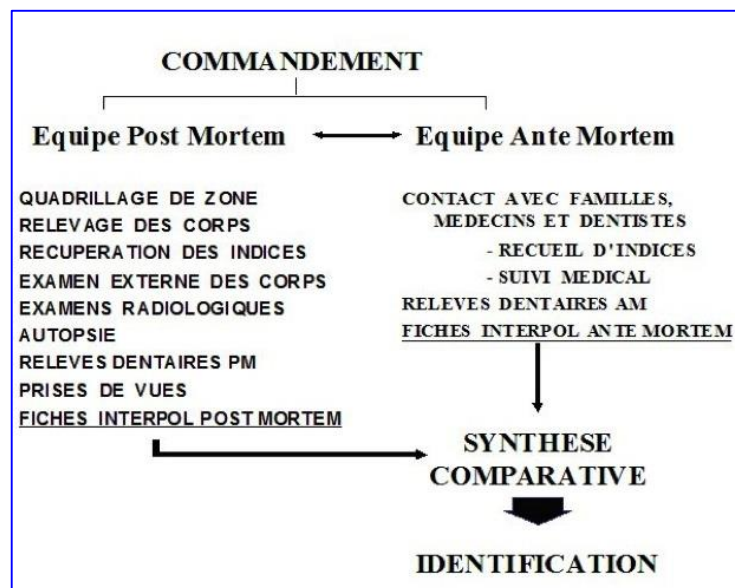 COMMANDEMENT
Equipe Post Mortem
Equipe Ante Mortem
QUADRILLAGE DE ZONE
RELEVAGE DES CORPS
RECUPERATION DES INDICES
EXAMEN EXTERNE DES CORPS
EXAMENS RADIOLOGIQUES
AUTOPSIE
RELEVES DENTAIRES PM
PRISES DE VUES
FICHES INTERPOL POST MORTEM
CONTACT AVEC FAMILLES,
MEDECINS ET DENTISTES
- RECUEIL D'INDICES
- SUIVI MEDICAL
RELEVES DENTAIRES AM
FICHES INTERPOL ANTE MORTEM
SYNTHESE
COMPARATIVE
IDENTIFICATION